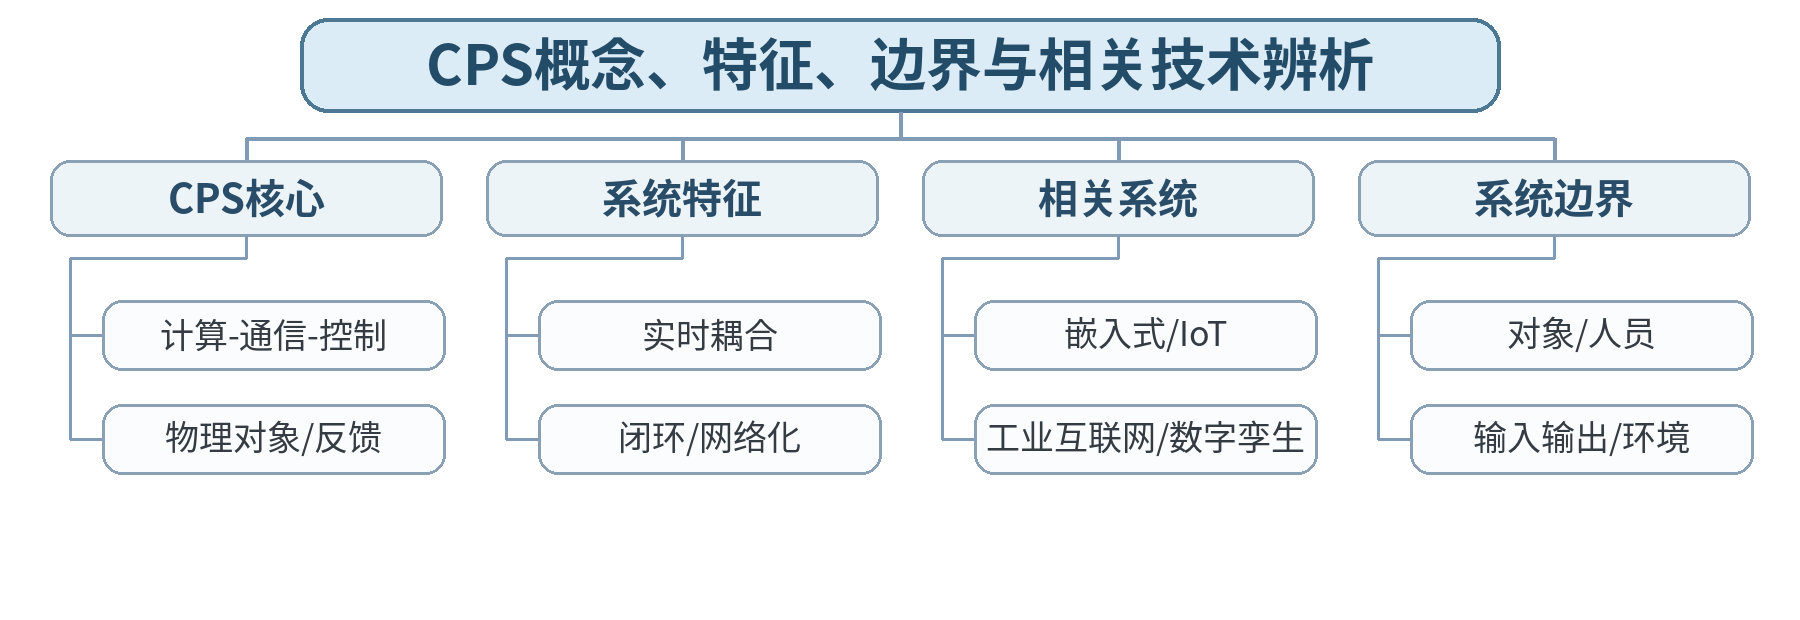 CPS概念、特征、边界与相关技术辨析
CPS核心
系统特征
相关系统
系统边界
计算-通信-控制
实时耦合
嵌入式/IoT
对象/人员
物理对象/反馈
闭环/网络化
工业互联网/数字孪生
输入输出/环境